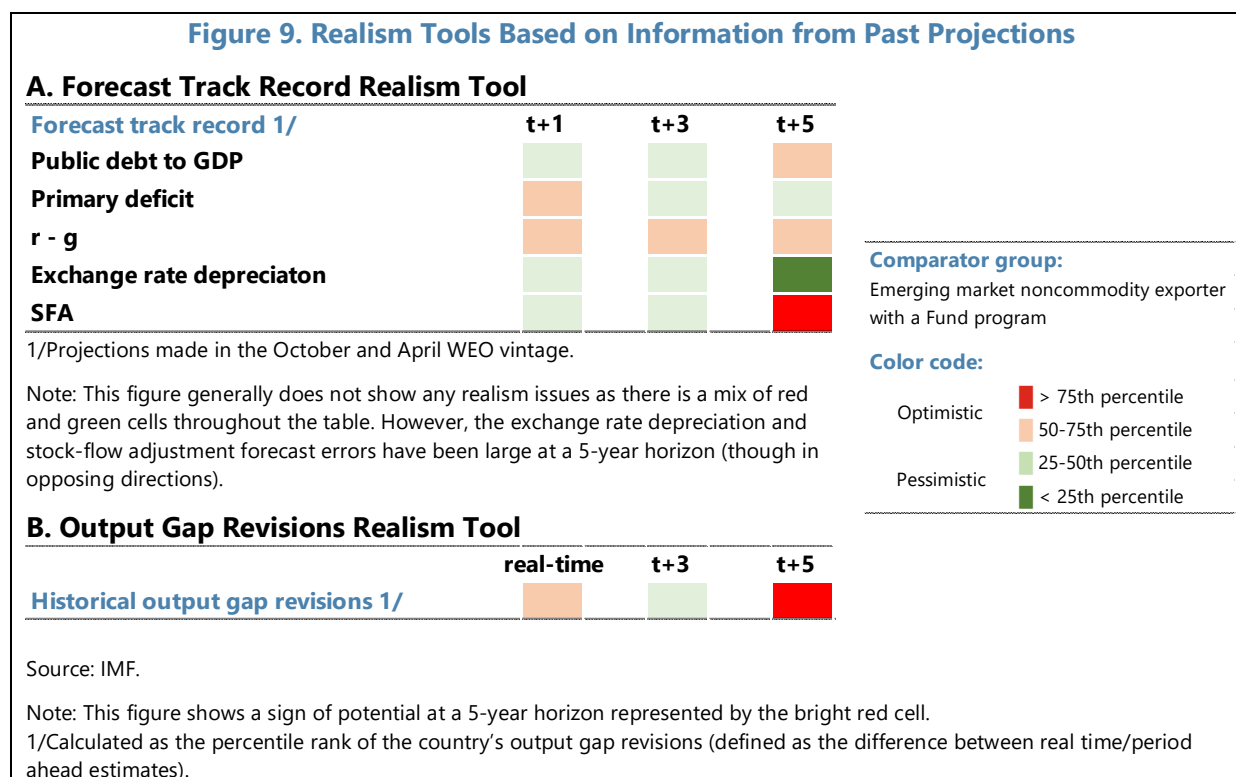 Figure 9. Realism Tools Based on Information from Past Projections
A. Forecast Track Record Realism Tool
Forecast track record 1/ t+1 t+3 t+5
Public debt to GDP
Primary deficit
r - g
Exchange rate depreciaton
SFA
1/Projections made in the October and April WEO vintage.
Note: This figure generally does not show any realism issues as there is a mix of red
and green cells throughout the table. However, the exchange rate depreciation and
stock-flow adjustment forecast errors have been large at a 5-year horizon (though in
opposing directions).
Comparator group:
Emerging market noncommodity exporter
with a Fund program
Color code:
Optimistic
> 75th percentile
50-75th percentile
Pessimistic
25-50th percentile
< 25th percentile
B. Output Gap Revisions Realism Tool
real-time t+3 t+5
Historical output gap revisions 1/
Source: IMF.
Note: This figure shows a sign of potential at a 5-year horizon represented by the bright red cell.
1/Calculated as the percentile rank of the country's output gap revisions (defined as the difference between real time/period
ahead estimates).